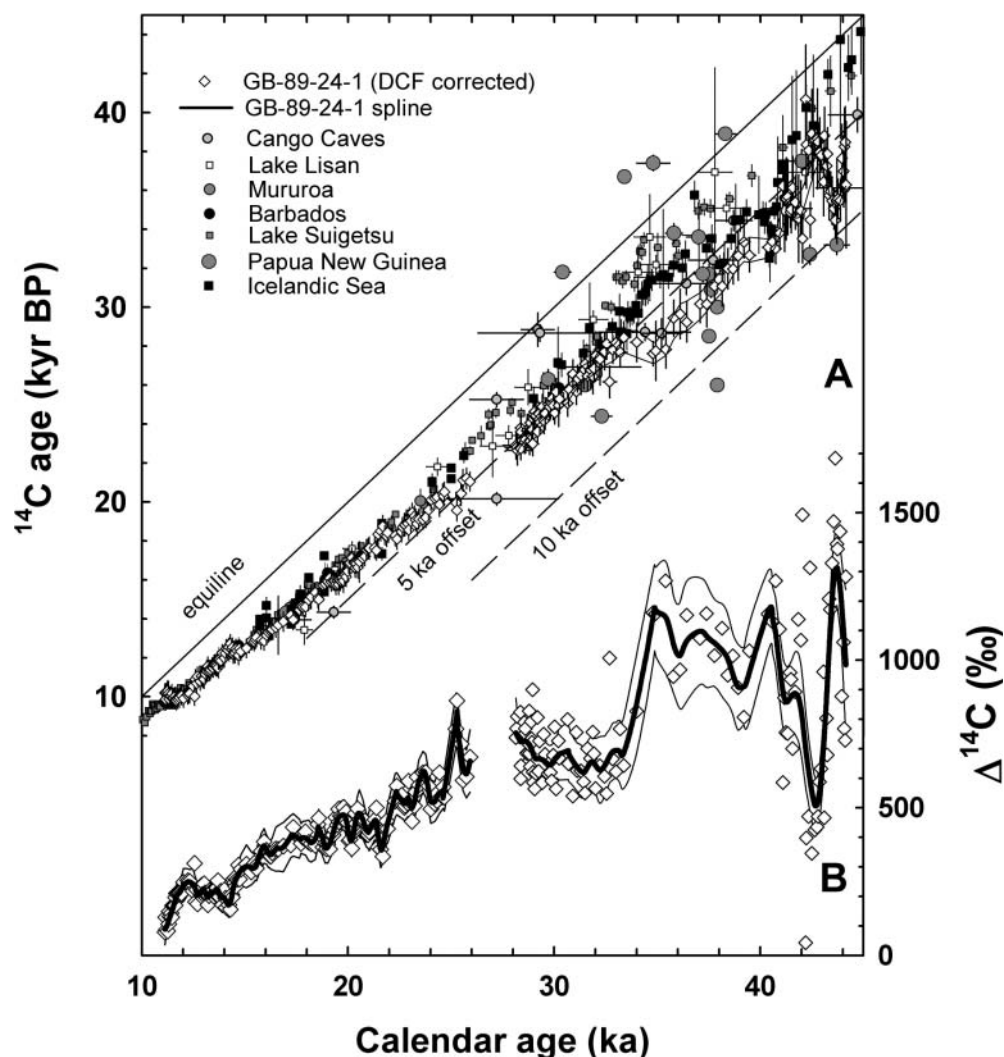 GB-89-24-1 (DCF corrected)
GB-89-24-1 spline
Cango Caves
Lake Lisan
Mururoa
Barbados
Lake Suigetsu
Papua New Guinea
Icelandic Sea
40
30
20
10
¹⁴C age (kyr BP)
equiline
5 ka offset
10 ka offset
A
1500
1000
500
0
Δ¹⁴C (‰)
B
10 20 30 40
Calendar age (ka)